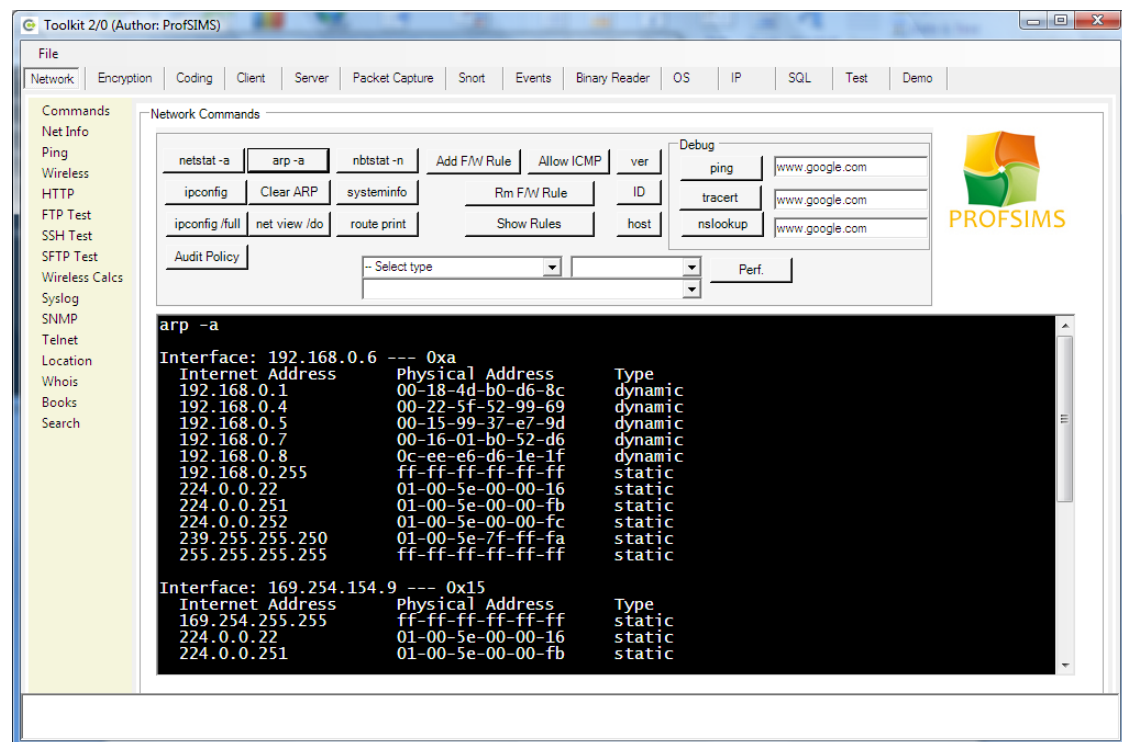 Toolkit 2/0 (Author: ProfSIMS)
File
Network Encryption Coding Client Server Packet Capture Snort Events Binary Reader OS IP SQL Test Demo
Commands
Net Info
Ping
Wireless
HTTP
FTP Test
SSH Test
SFTP Test
Wireless Calcs
Syslog
SNMP
Telnet
Location
Whois
Books
Search
Network Commands
netstat -a arp -a nbtstat -n Add F/W Rule Allow ICMP ver
ipconfig Clear ARP systeminfo Rm F/W Rule ID
ipconfig /full net view /do route print Show Rules host
Audit Policy
-- Select type
Perf.
Debug
ping www.google.com
tracert www.google.com
nslookup www.google.com
PROFSIMS
arp -a
Interface: 192.168.0.6 --- 0xa
Internet Address Physical Address Type
192.168.0.1 00-18-4d-b0-d6-8c dynamic
192.168.0.4 00-22-5f-52-99-69 dynamic
192.168.0.5 00-15-99-37-e7-9d dynamic
192.168.0.7 00-16-01-b0-52-d6 dynamic
192.168.0.8 0c-ee-e6-d6-1e-1f dynamic
192.168.0.255 ff-ff-ff-ff-ff-ff static
224.0.0.22 01-00-5e-00-00-16 static
224.0.0.251 01-00-5e-00-00-fb static
224.0.0.252 01-00-5e-00-00-fc static
239.255.255.250 01-00-5e-7f-ff-fa static
255.255.255.255 ff-ff-ff-ff-ff-ff static
Interface: 169.254.154.9 --- 0x15
Internet Address Physical Address Type
169.254.255.255 ff-ff-ff-ff-ff-ff static
224.0.0.22 01-00-5e-00-00-16 static
224.0.0.251 01-00-5e-00-00-fb static